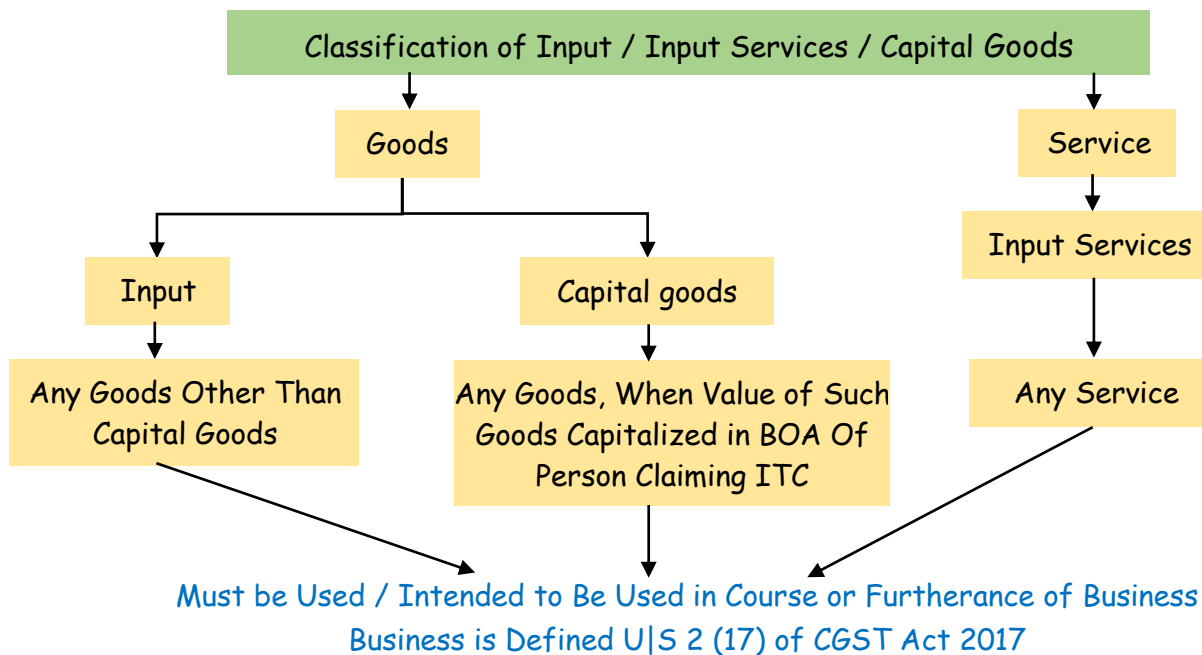 Classification of Input / Input Services / Capital Goods
Goods
Service
Input Services
Input
Capital goods
Any Goods Other Than
Capital Goods
Any Goods, When Value of Such
Goods Capitalized in BOA Of
Person Claiming ITC
Any Service
Must be Used / Intended to Be Used in Course or Furtherance of Business
Business is Defined U|S 2 (17) of CGST Act 2017